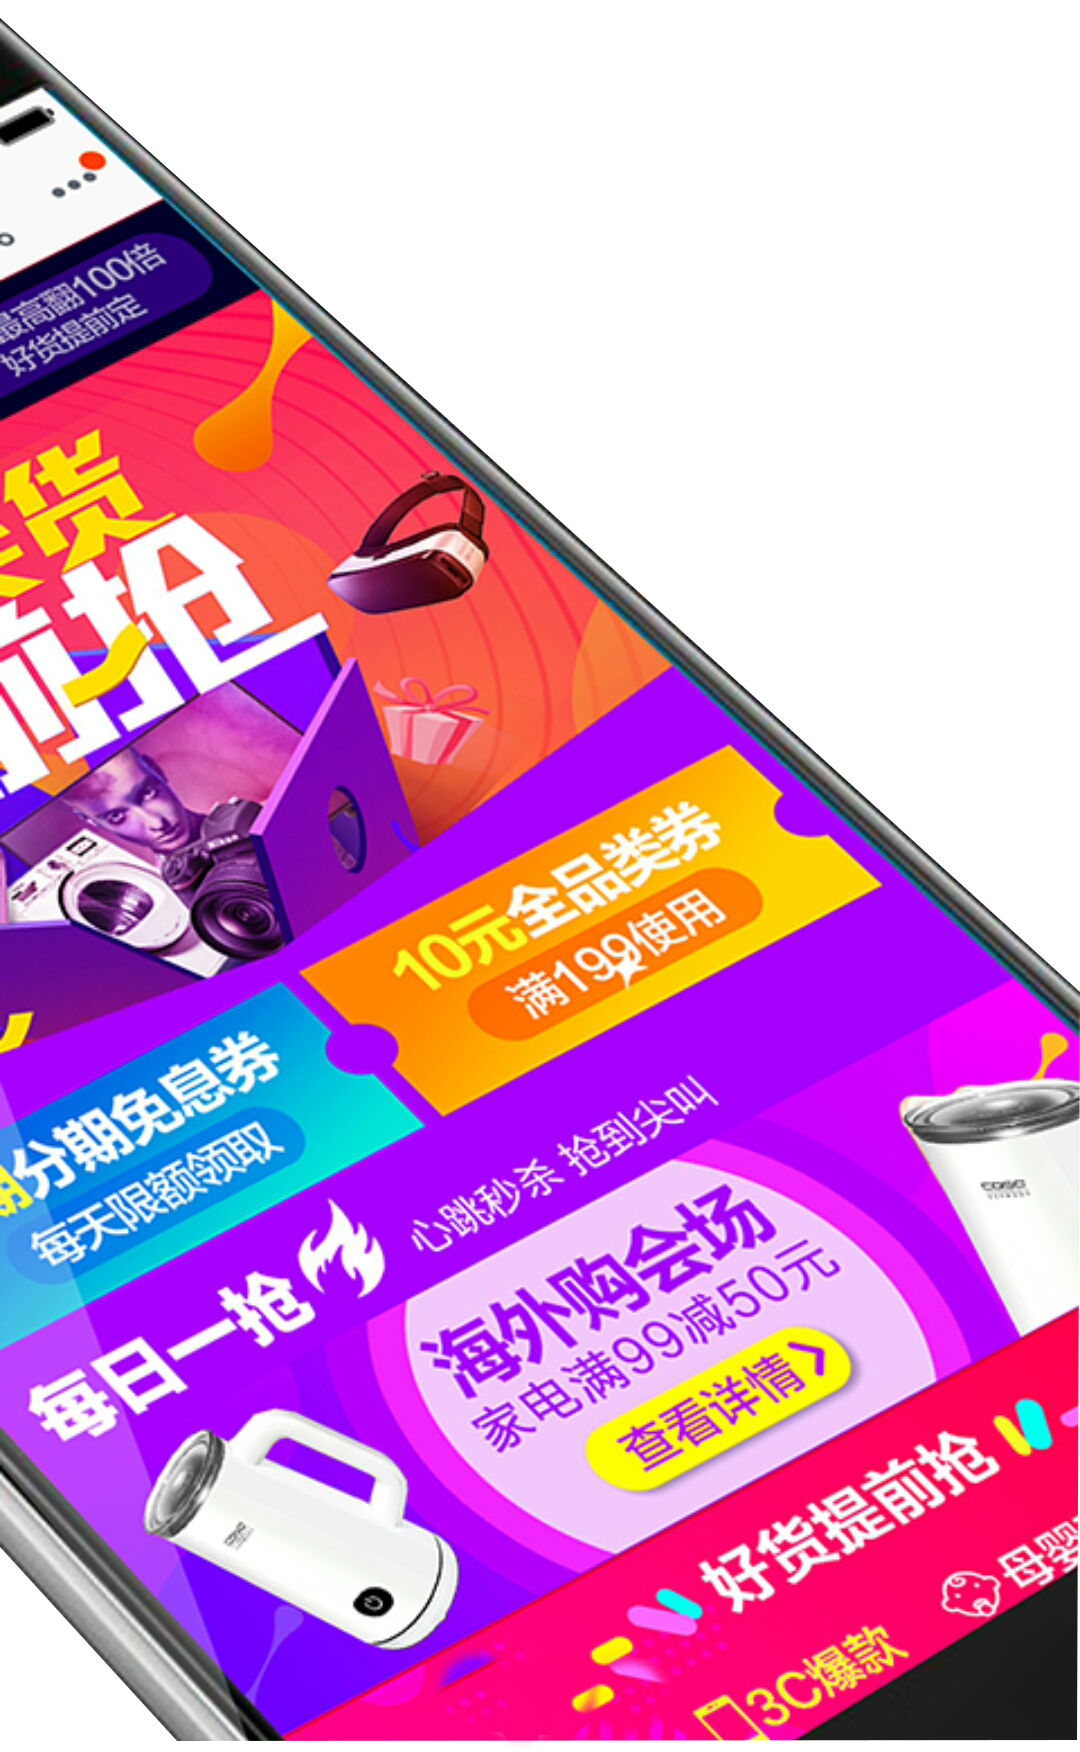 最高翻100倍
好货提前定
货
前抢
10元全品类券
满199使用
期分期免息券
每天限额领取
每日一抢
心跳秒杀 抢到尖叫
海外购会场
家电满99减50元
查看详情
CASO
CASO
好货提前抢
母婴
3C爆款